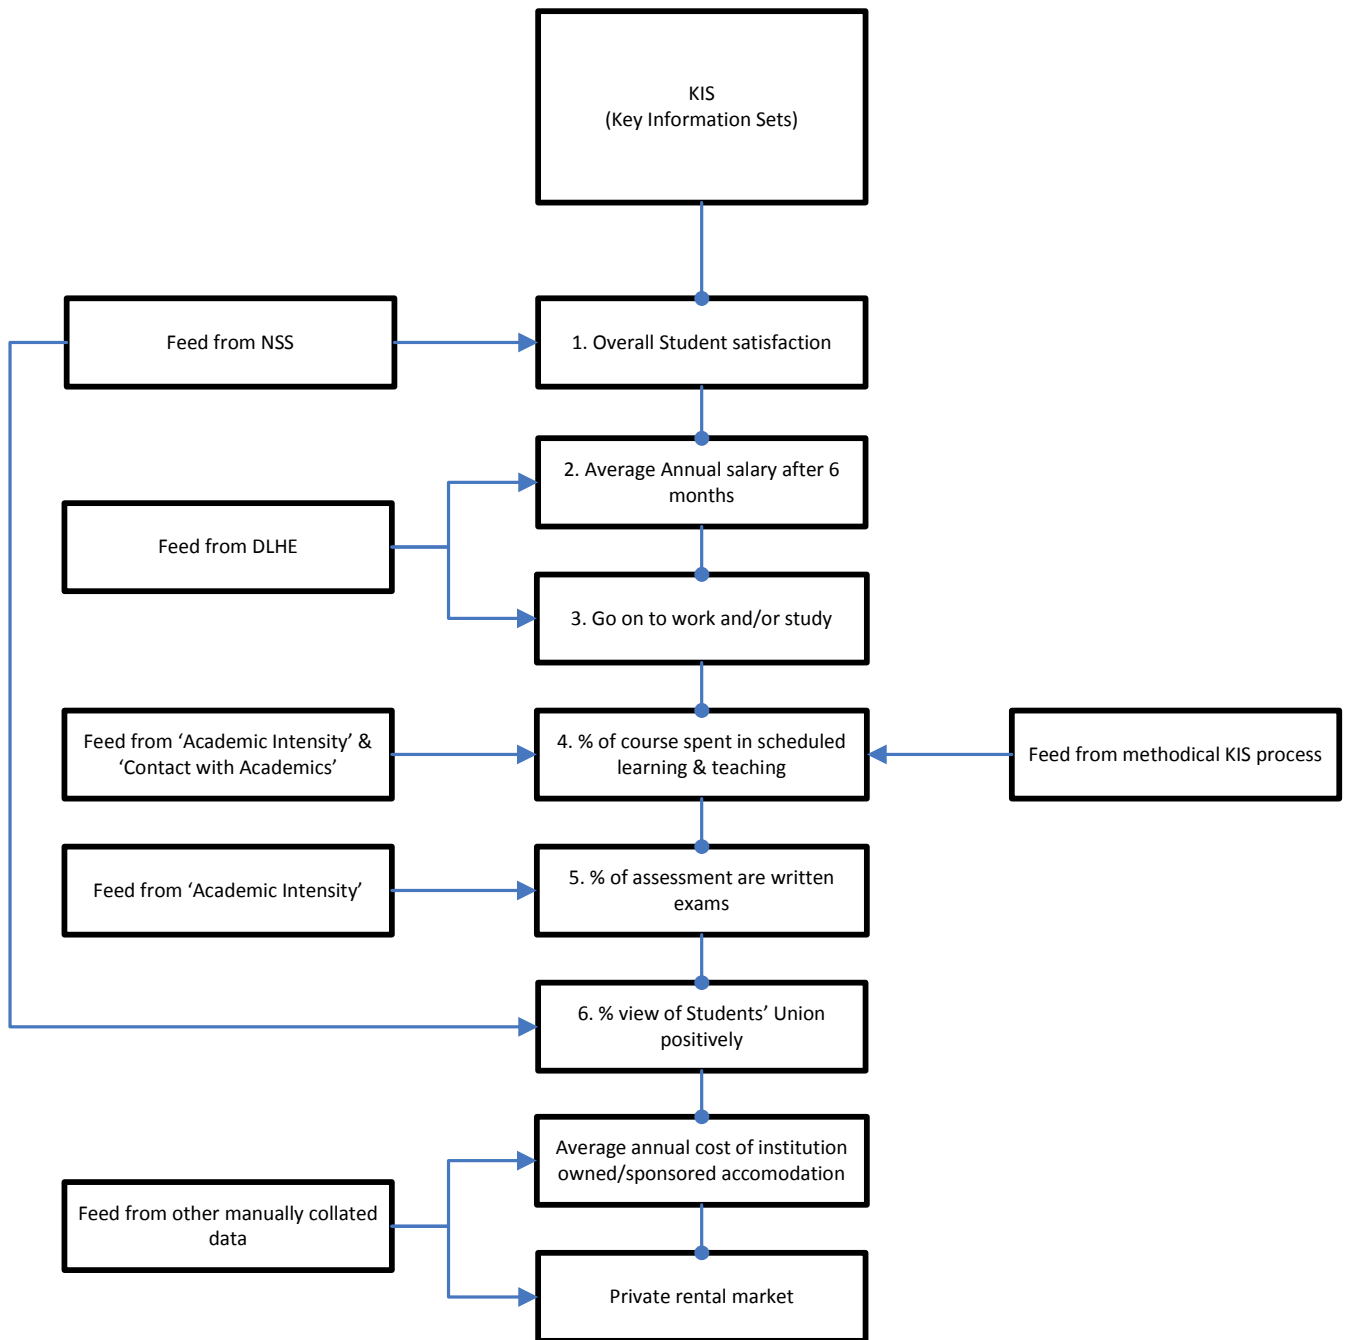 KIS
(Key Information Sets)
Feed from NSS
1. Overall Student satisfaction
2. Average Annual salary after 6
months
Feed from DLHE
3. Go on to work and/or study
Feed from ‘Academic Intensity’ &
‘Contact with Academics’
4. % of course spent in scheduled
learning & teaching
Feed from methodical KIS process
Feed from ‘Academic Intensity’
5. % of assessment are written
exams
6. % view of Students’ Union
positively
Average annual cost of institution
owned/sponsored accomodation
Feed from other manually collated
data
Private rental market